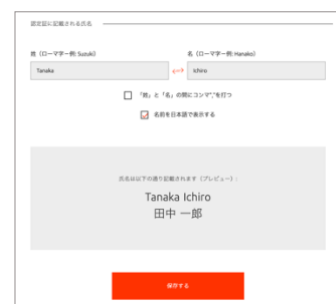 認定証に記載される氏名
姓 (ローマ字一例: Suzuki) 名 (ローマ字一例: Hanako)
Tanaka Ichiro
「姓」と「名」の間にコンマ","を打つ
名前を日本語で表示する
氏名は以下の通り記載されます (プレビュー) :
Tanaka Ichiro
田中 一郎
保存する